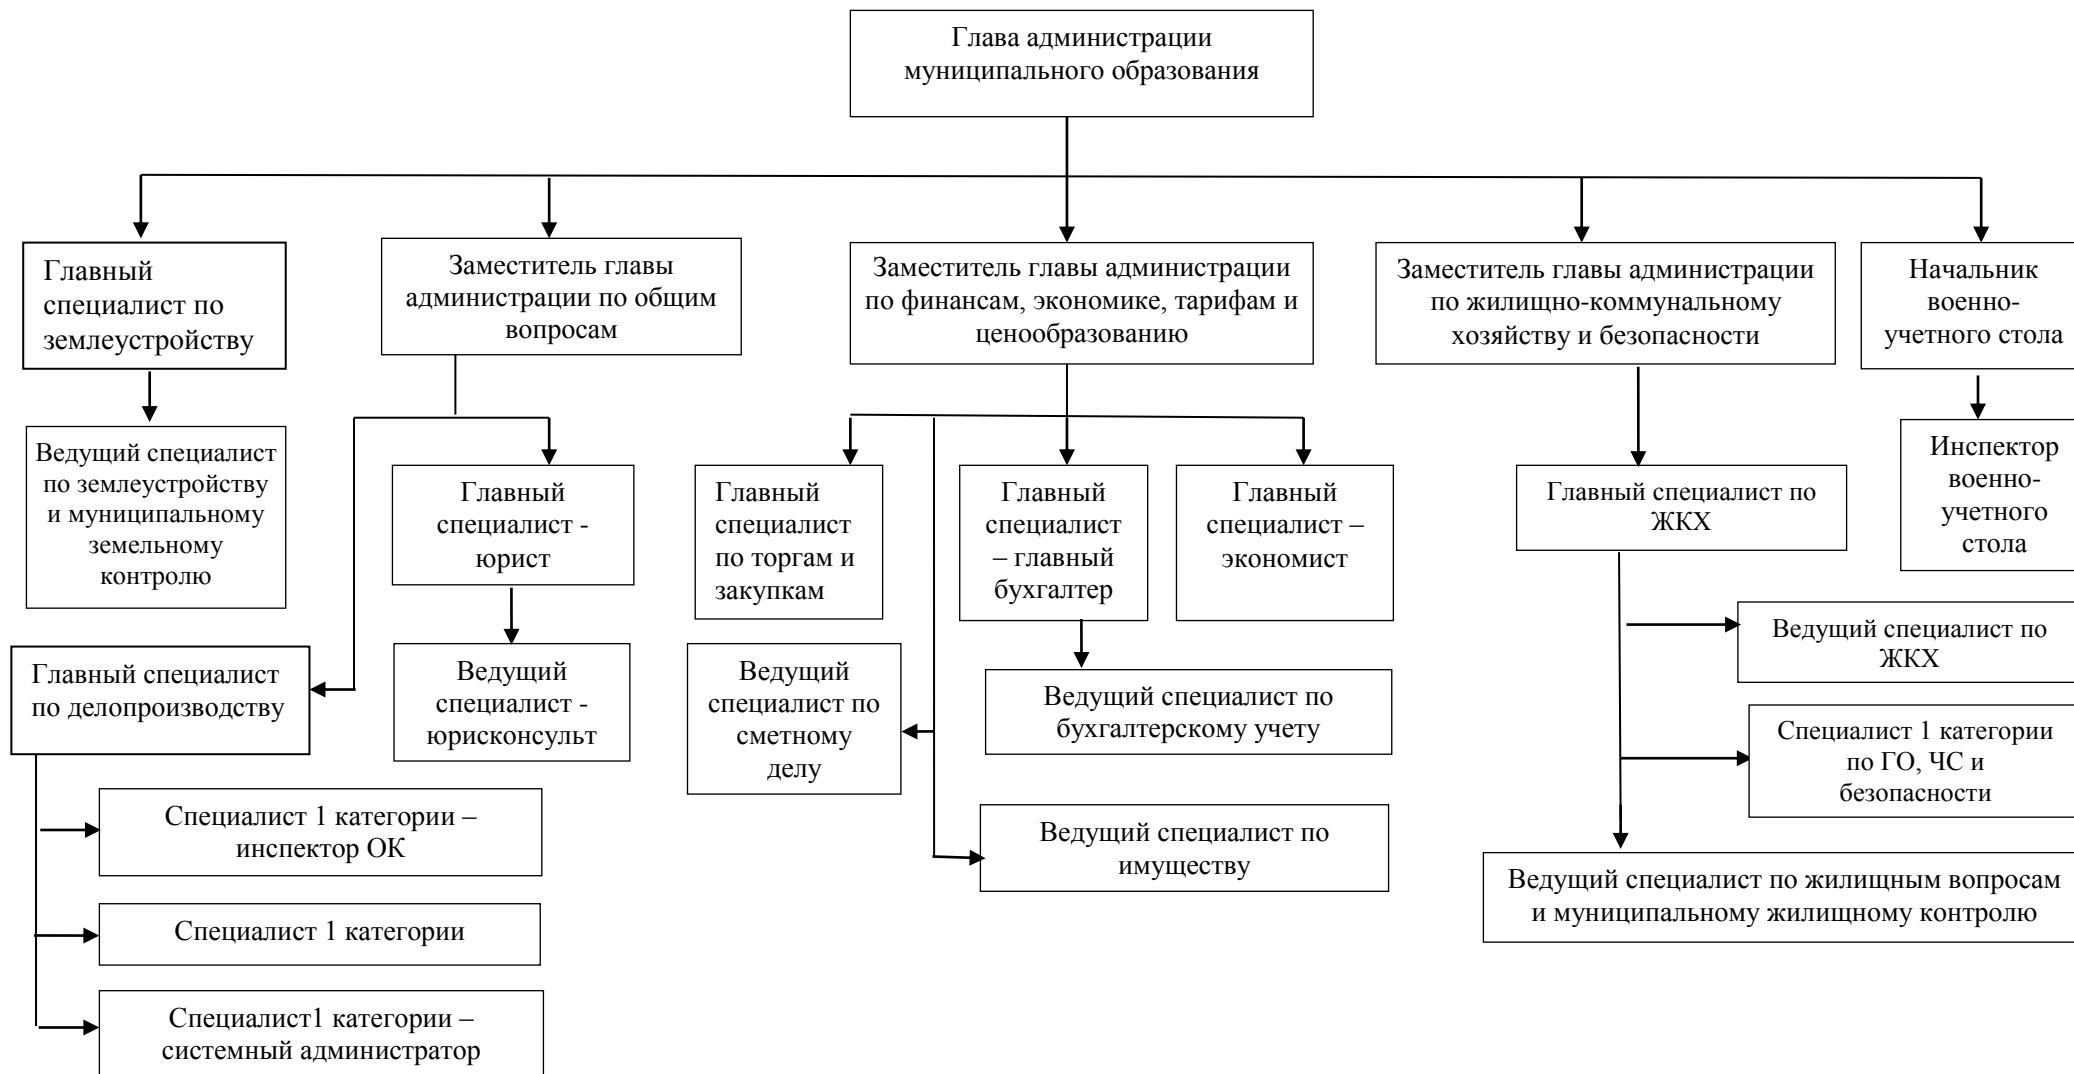 Глава администрации
муниципального образования
Главный
специалист по
землеустройству
Заместитель главы
администрации по общим
вопросам
Заместитель главы администрации
по финансам, экономике, тарифам и
ценообразованию
Заместитель главы администрации
по жилищно-коммунальному
хозяйству и безопасности
Начальник
военно-
учетного стола
Ведущий специалист
по землеустройству
и муниципальному
земельному
контролю
Главный
специалист -
юрист
Главный
специалист
по торгам и
закупкам
Главный
специалист
– главный
бухгалтер
Главный
специалист –
экономист
Главный специалист по
ЖКХ
Инспектор
военно-
учетного
стола
Главный специалист
по делопроизводству
Ведущий
специалист -
юрисконсульт
Ведущий
специалист по
сметному
делу
Ведущий специалист по
бухгалтерскому учету
Ведущий специалист по
ЖКХ
Специалист 1 категории
по ГО, ЧС и
безопасности
Специалист 1 категории –
инспектор ОК
Ведущий специалист по
имуществу
Ведущий специалист по жилищным вопросам
и муниципальному жилищному контролю
Специалист 1 категории
Специалист1 категории –
системный администратор